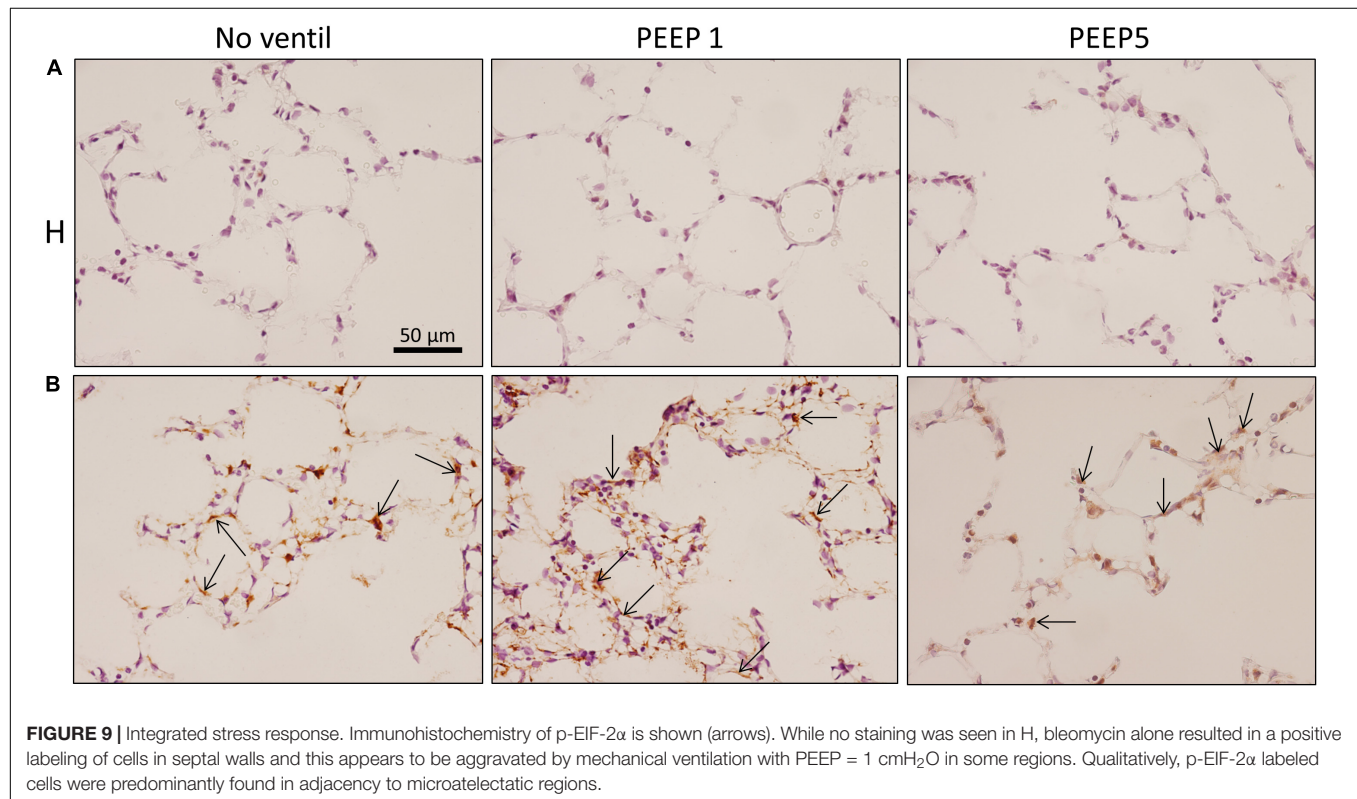 No ventil PEEP 1 PEEP5
A
H
50 µm
B
FIGURE 9 | Integrated stress response. Immunohistochemistry of p-EIF-2α is shown (arrows). While no staining was seen in H, bleomycin alone resulted in a positive
labeling of cells in septal walls and this appears to be aggravated by mechanical ventilation with PEEP = 1 cmH₂O in some regions. Qualitatively, p-EIF-2α labeled
cells were predominantly found in adjacency to microatelectatic regions.